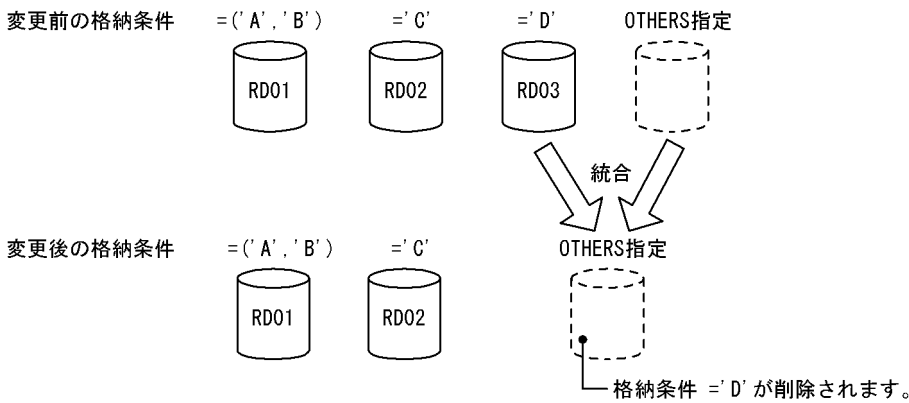 変更前の格納条件 =('A','B') ='C' ='D' OTHERS指定
RD01 RD02 RD03
統合
変更後の格納条件 =('A','B') ='C' OTHERS指定
RD01 RD02
格納条件 ='D'が削除されます。